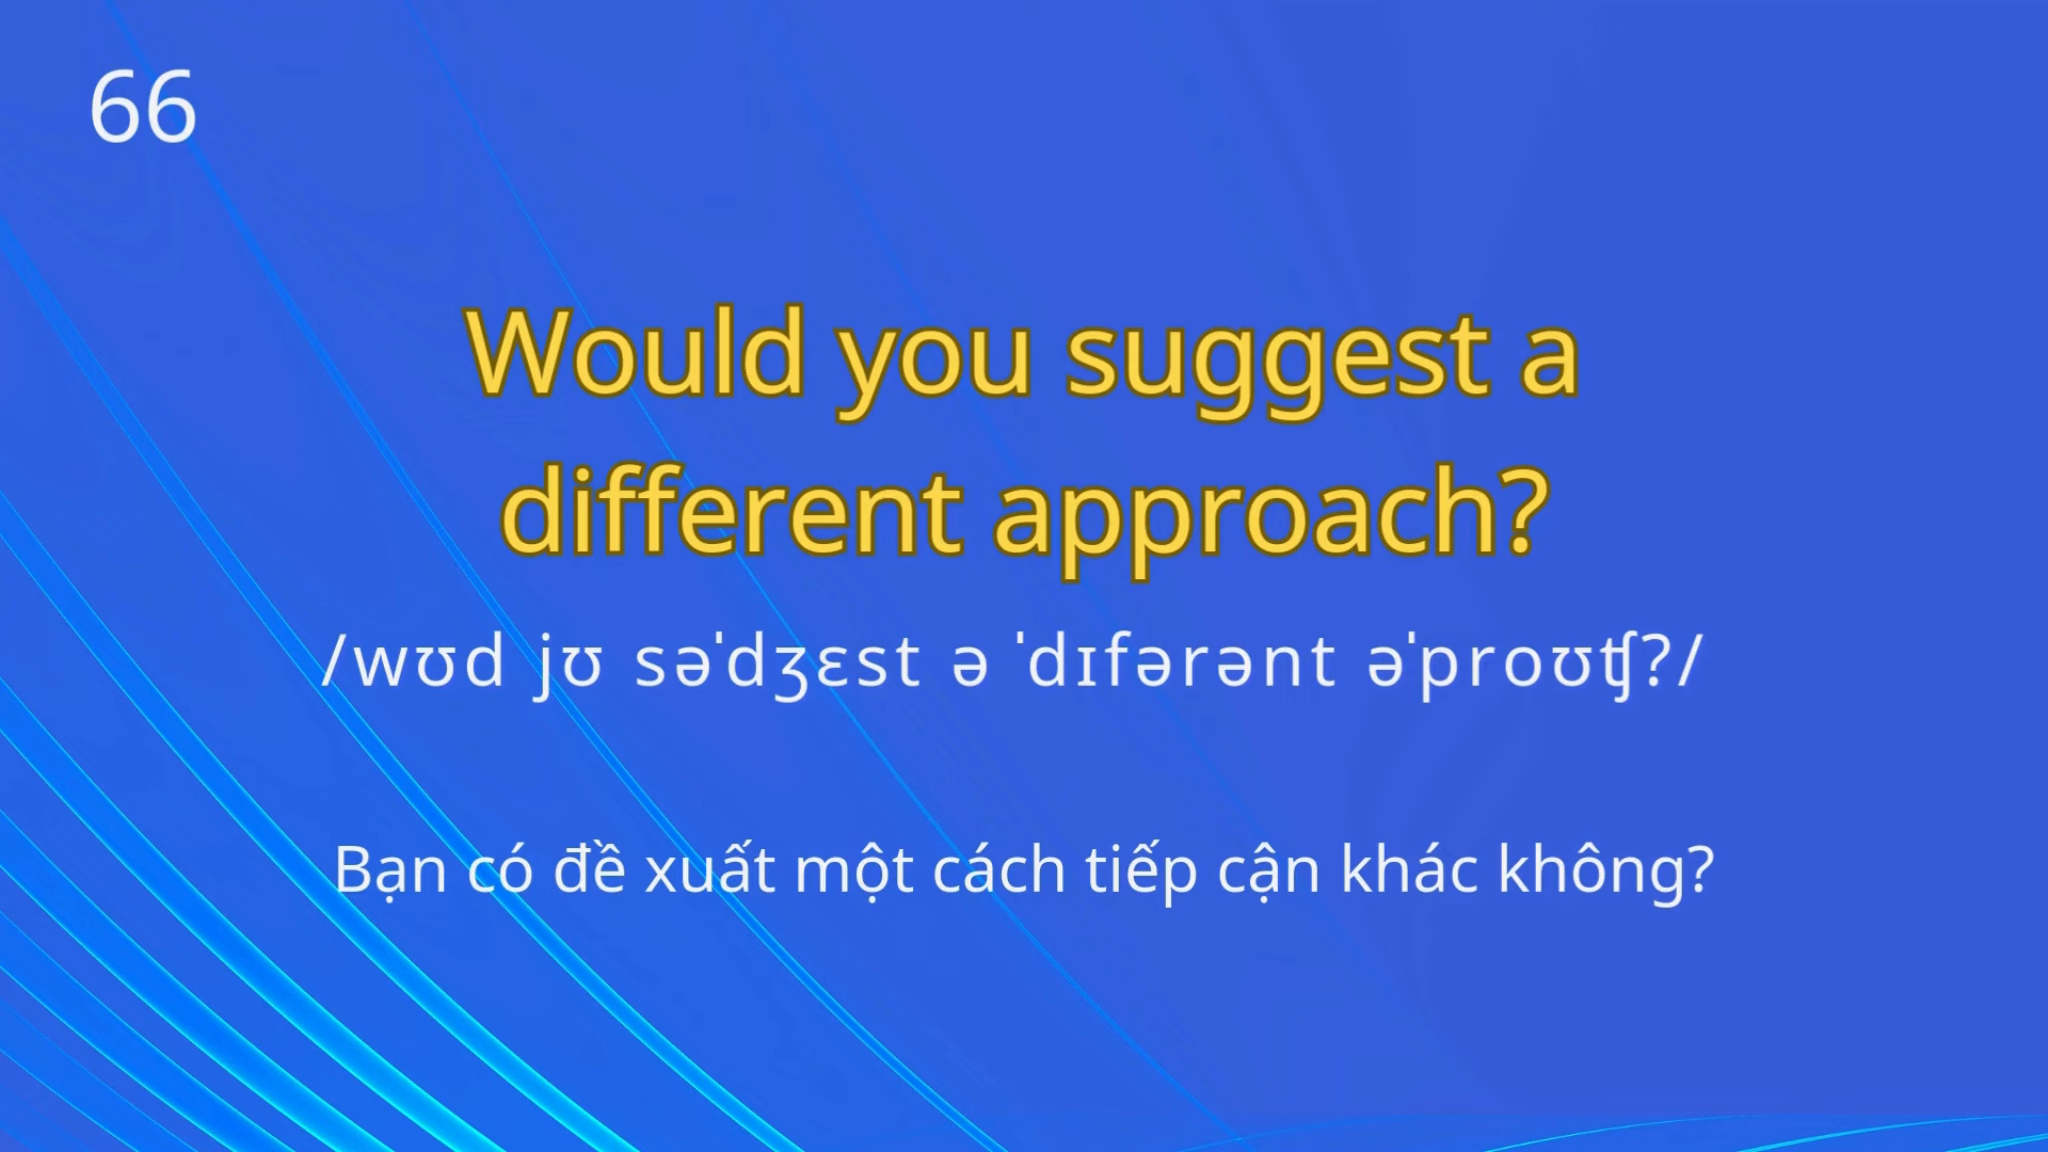 66
Would you suggest a
different approach?
/wʊd jʊ səˈdʒɛst ə ˈdɪfərənt əˈproʊʧ?/
Bạn có đề xuất một cách tiếp cận khác không?